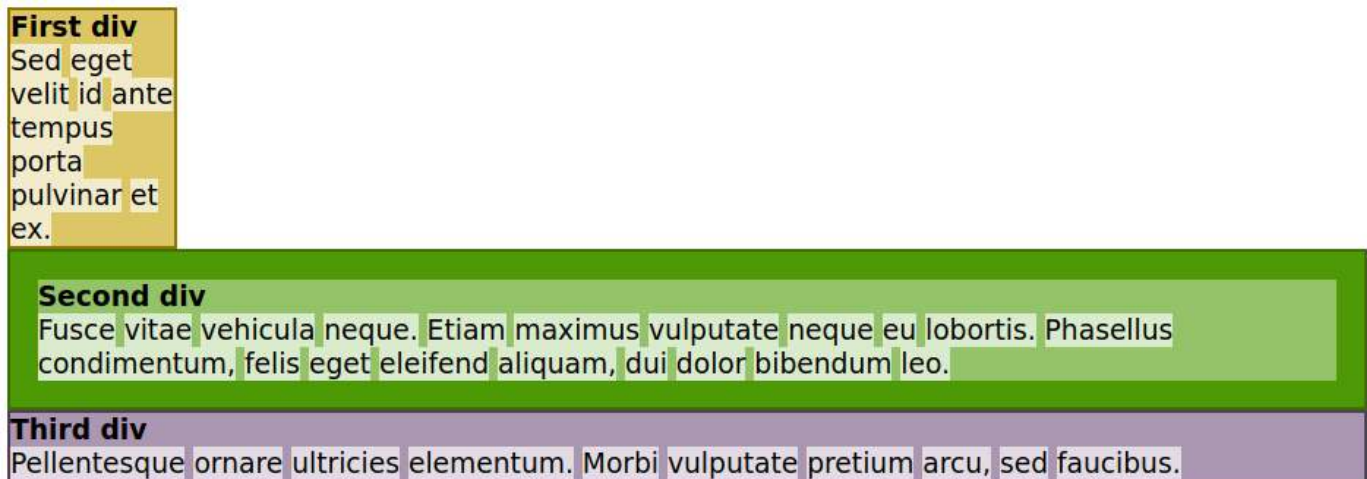 First div
Sed eget
velit id ante
tempus
porta
pulvinar et
ex.
Second div
Fusce vitae vehicula neque. Etiam maximus vulputate neque eu lobortis. Phasellus
condimentum, felis eget eleifend aliquam, dui dolor bibendum leo.
Third div
Pellentesque ornare ultricies elementum. Morbi vulputate pretium arcu, sed faucibus.